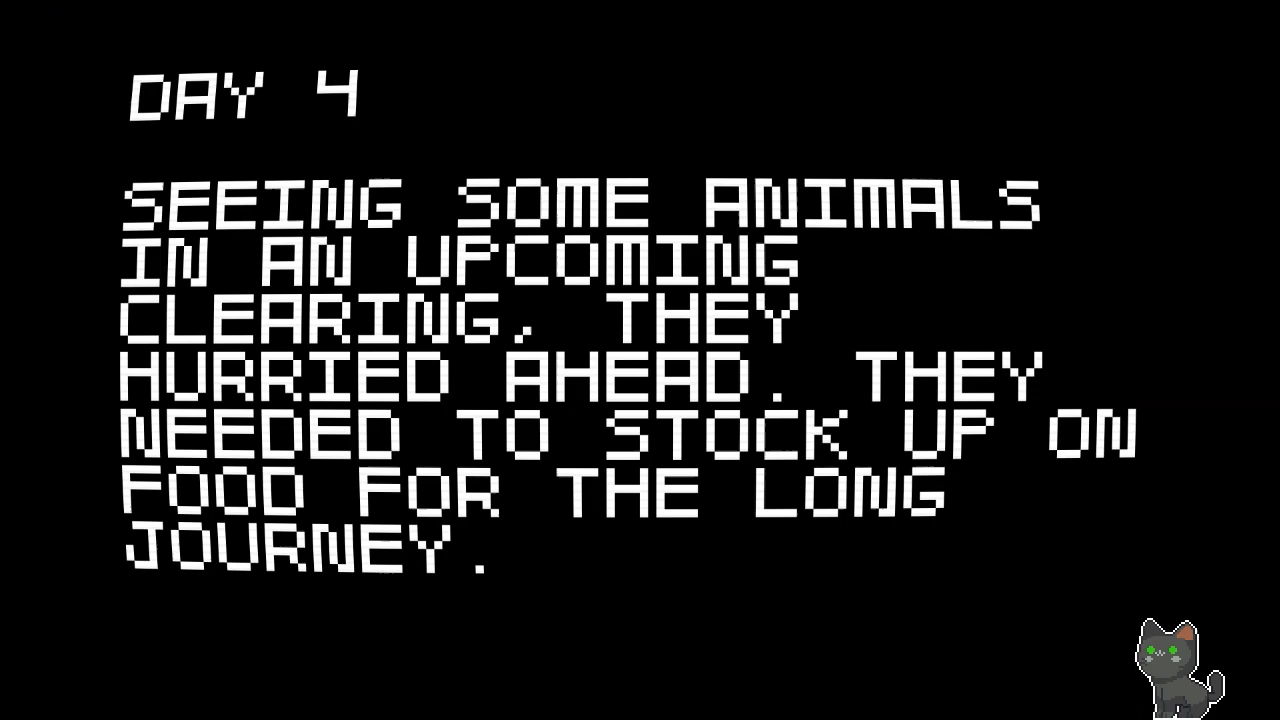 DAY 4
SEEING SOME ANIMALS
IN AN UPCOMING
CLEARING, THEY
HURRIED AHEAD. THEY
NEEDED TO STOCK UP ON
FOOD FOR THE LONG
JOURNEY.